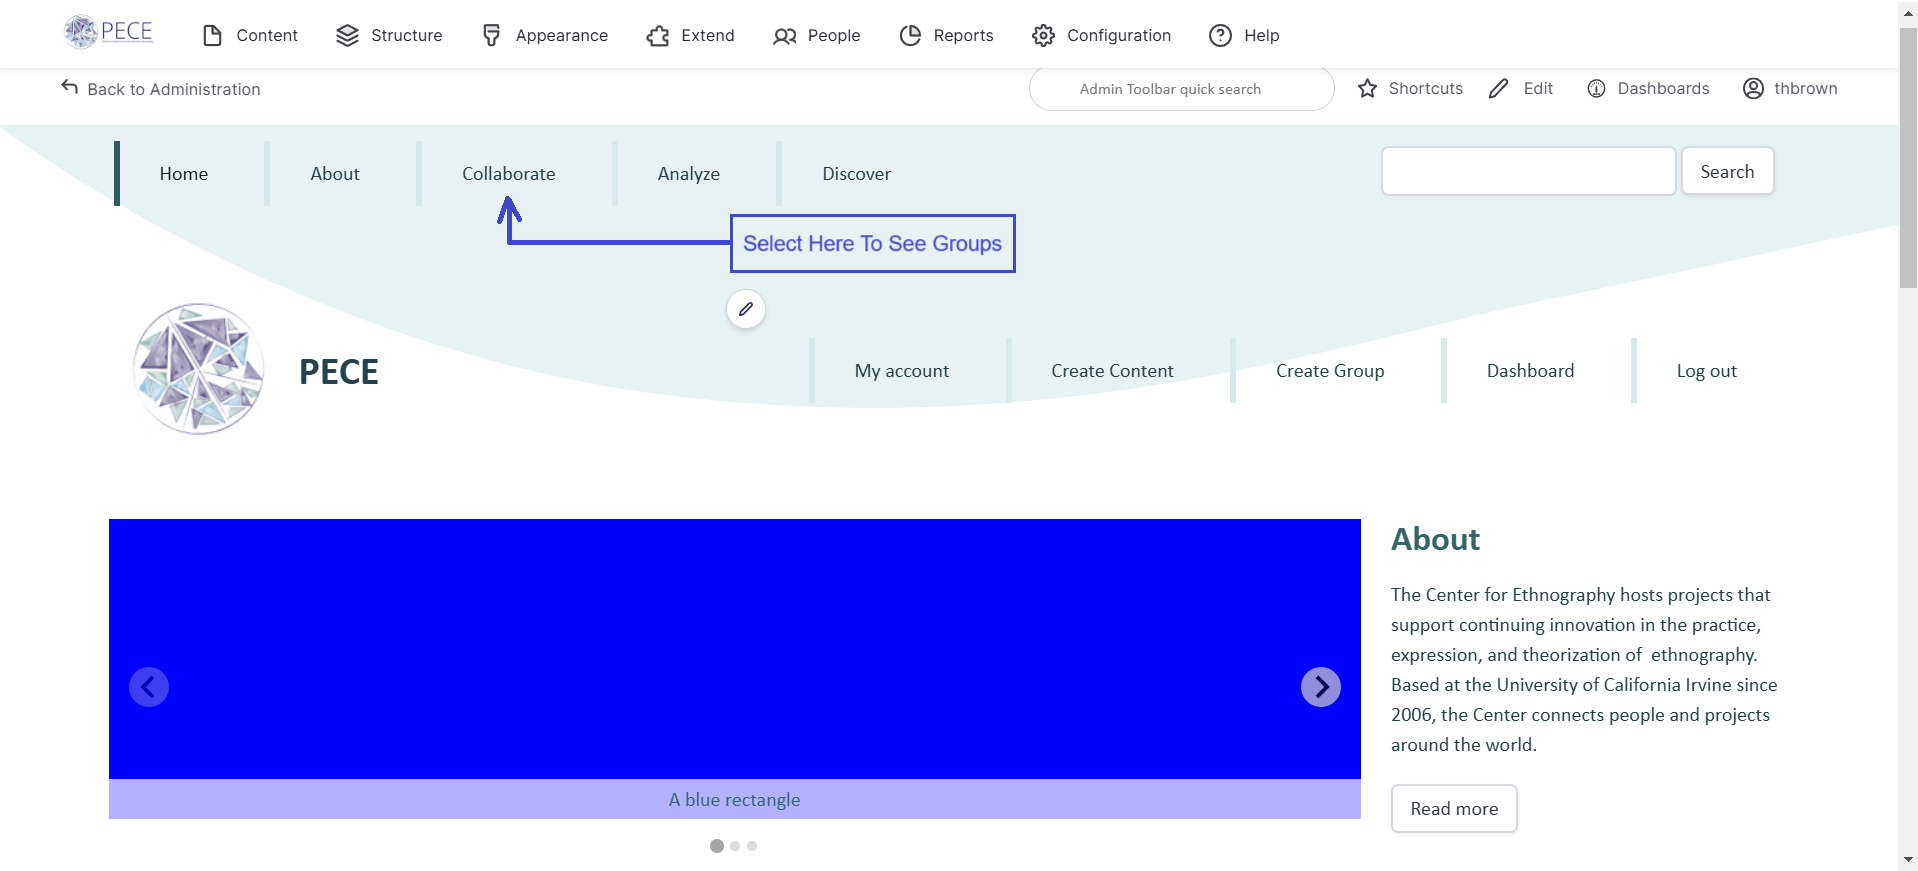 PECE
Content
Structure
Appearance
Extend
People
Reports
Configuration
Help
Back to Administration
Admin Toolbar quick search
Shortcuts
Edit
Dashboards
thbrown
Home
About
Collaborate
Analyze
Discover
Search
Select Here To See Groups
PECE
My account
Create Content
Create Group
Dashboard
Log out
About
The Center for Ethnography hosts projects that
support continuing innovation in the practice,
expression, and theorization of ethnography.
Based at the University of California Irvine since
2006, the Center connects people and projects
around the world.
Read more
A blue rectangle